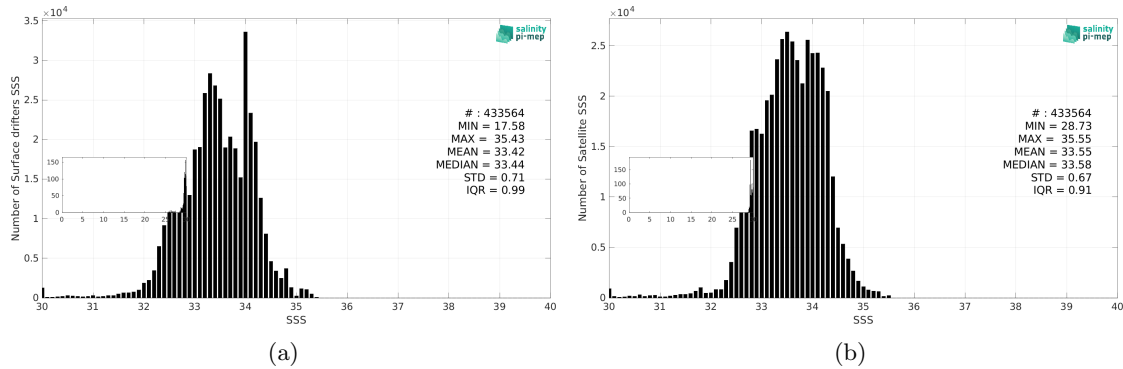 ×10⁴
3.5
3
2.5
2
1.5
1
0.5
0
Number of Surface drifters SSS
30 31 32 33 34 35 36 37 38 39 40
SSS
salinity
pi-mep
# : 433564
MIN = 17.58
MAX = 35.43
MEAN = 33.42
MEDIAN = 33.44
STD = 0.71
IQR = 0.99
150
100
50
0
0 5 10 15 20 25
(a)
×10⁴
2.5
2
1.5
1
0.5
0
Number of Satellite SSS
30 31 32 33 34 35 36 37 38 39 40
SSS
salinity
pi-mep
# : 433564
MIN = 28.73
MAX = 35.55
MEAN = 33.55
MEDIAN = 33.58
STD = 0.67
IQR = 0.91
150
100
50
0
0 5 10 15 20 25
(b)